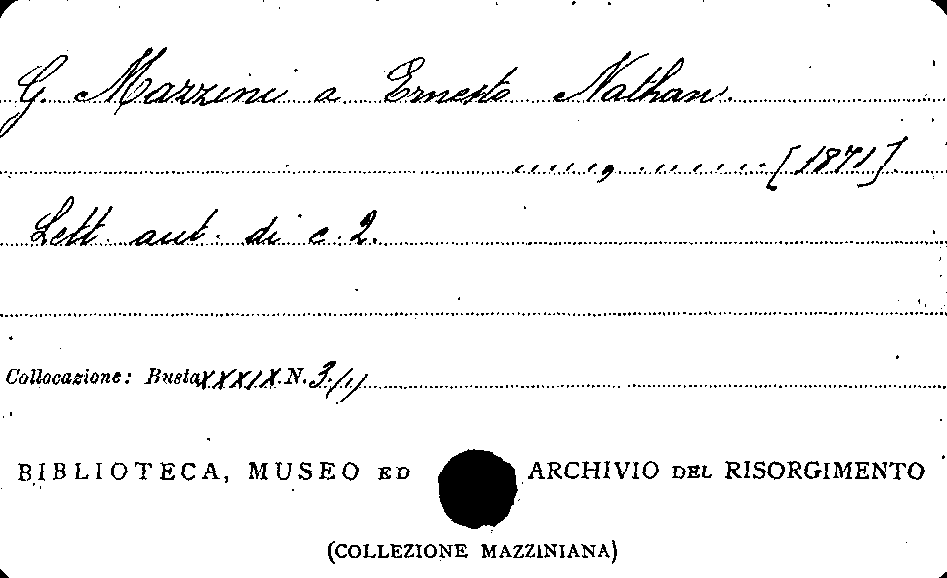 G. Mazzini a Ernesto Nathan.
....., ...... [1871]
Lett. aut. di c. 2.
Collocazione: Busta XXXIX. N. 3/1)
BIBLIOTECA, MUSEO ED ARCHIVIO DEL RISORGIMENTO
(COLLEZIONE MAZZINIANA)